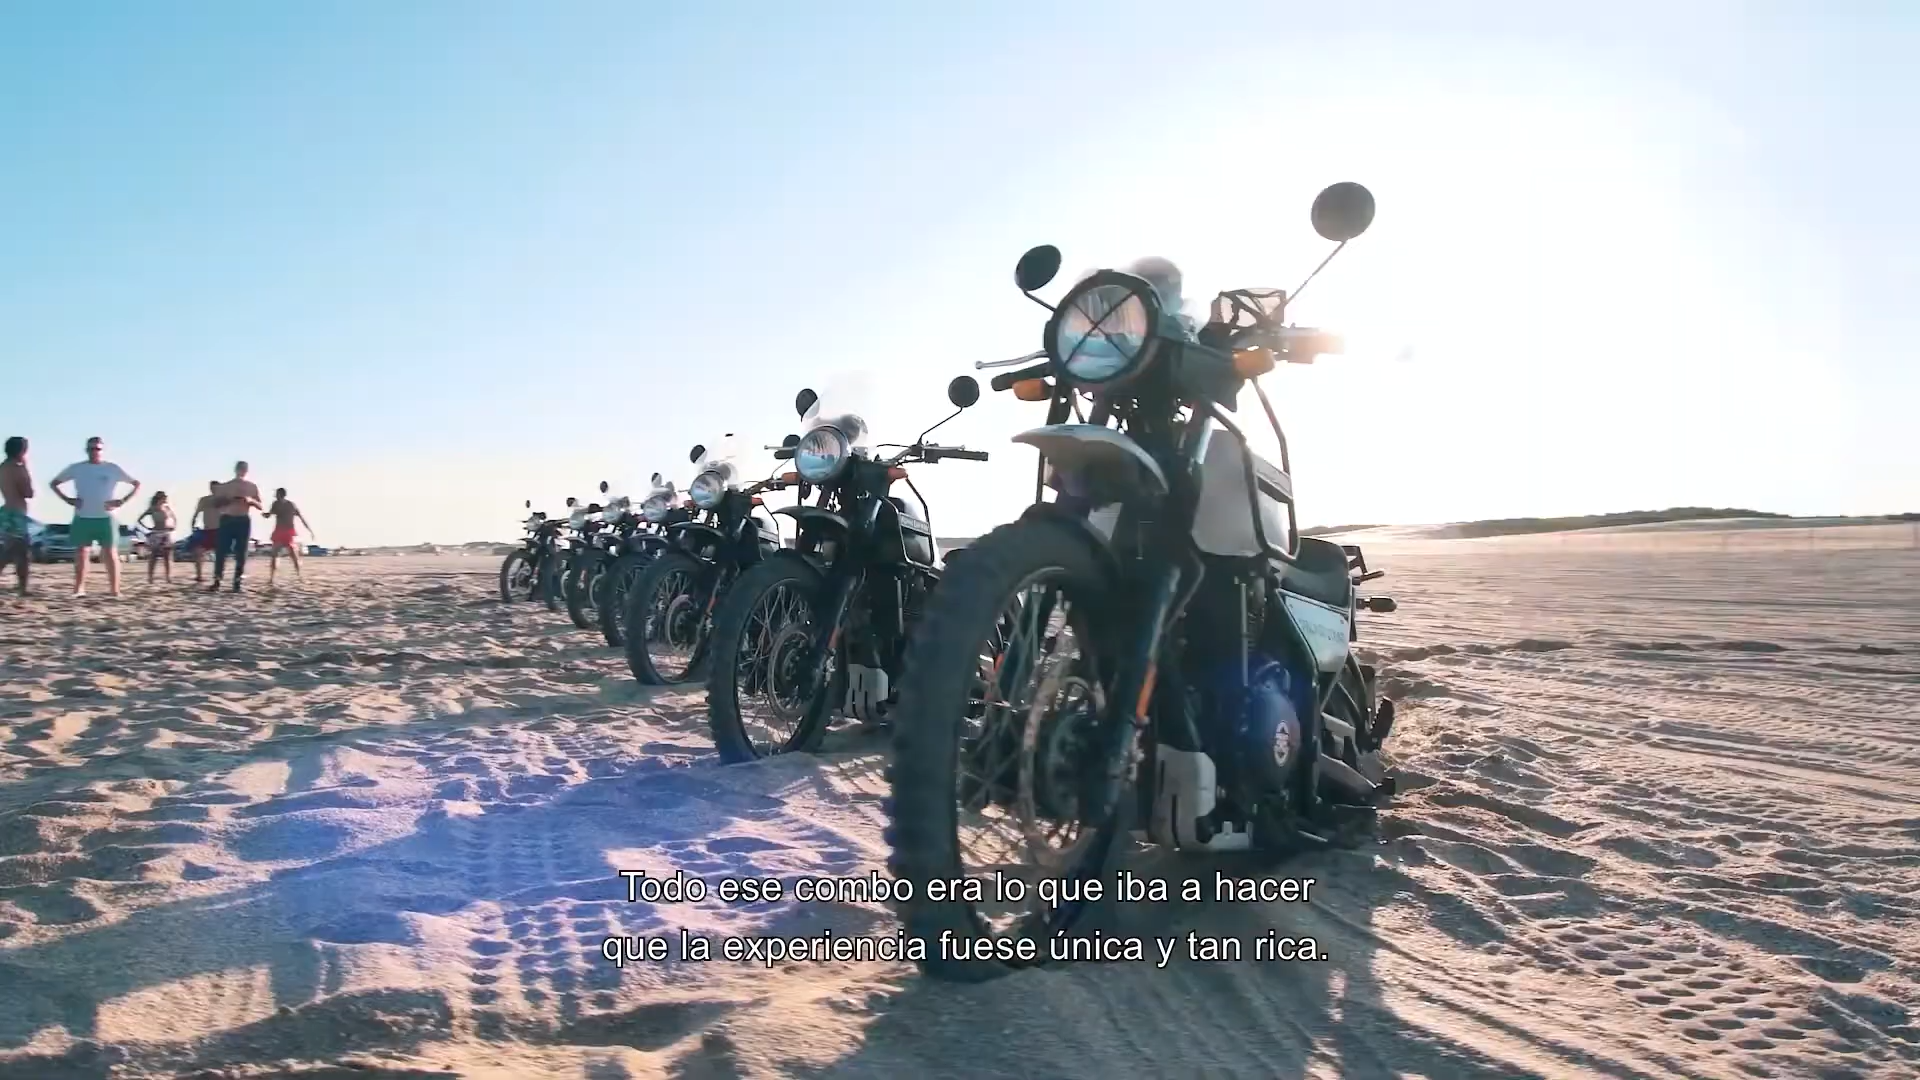 Todo ese combo era lo que iba a hacer
que la experiencia fuese única y tan rica.